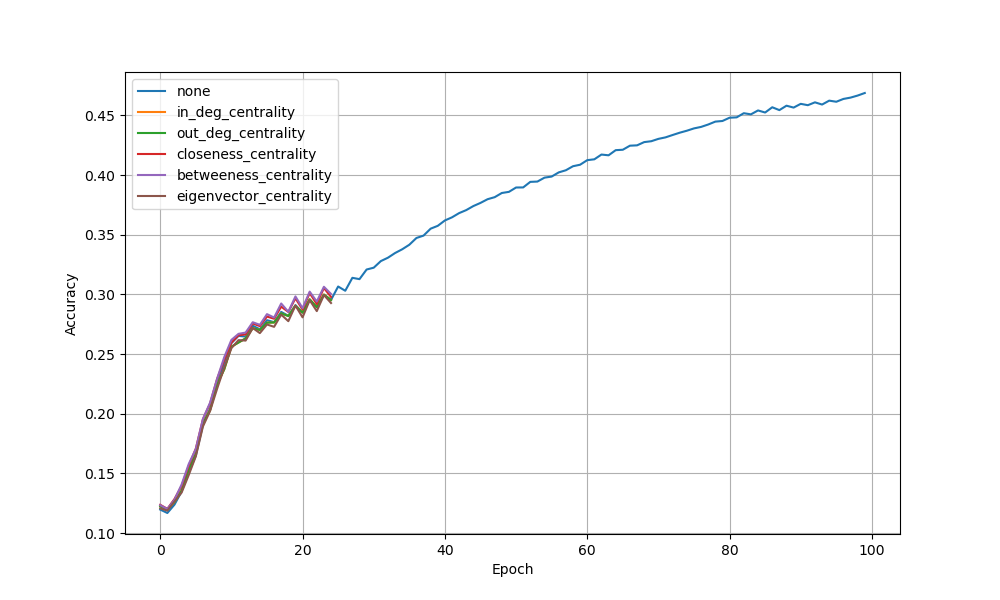 none
in_deg_centrality
out_deg_centrality
closeness_centrality
betweeness_centrality
eigenvector_centrality
0.45
0.40
0.35
0.30
0.25
0.20
0.15
0.10
Accuracy
0 20 40 60 80 100
Epoch